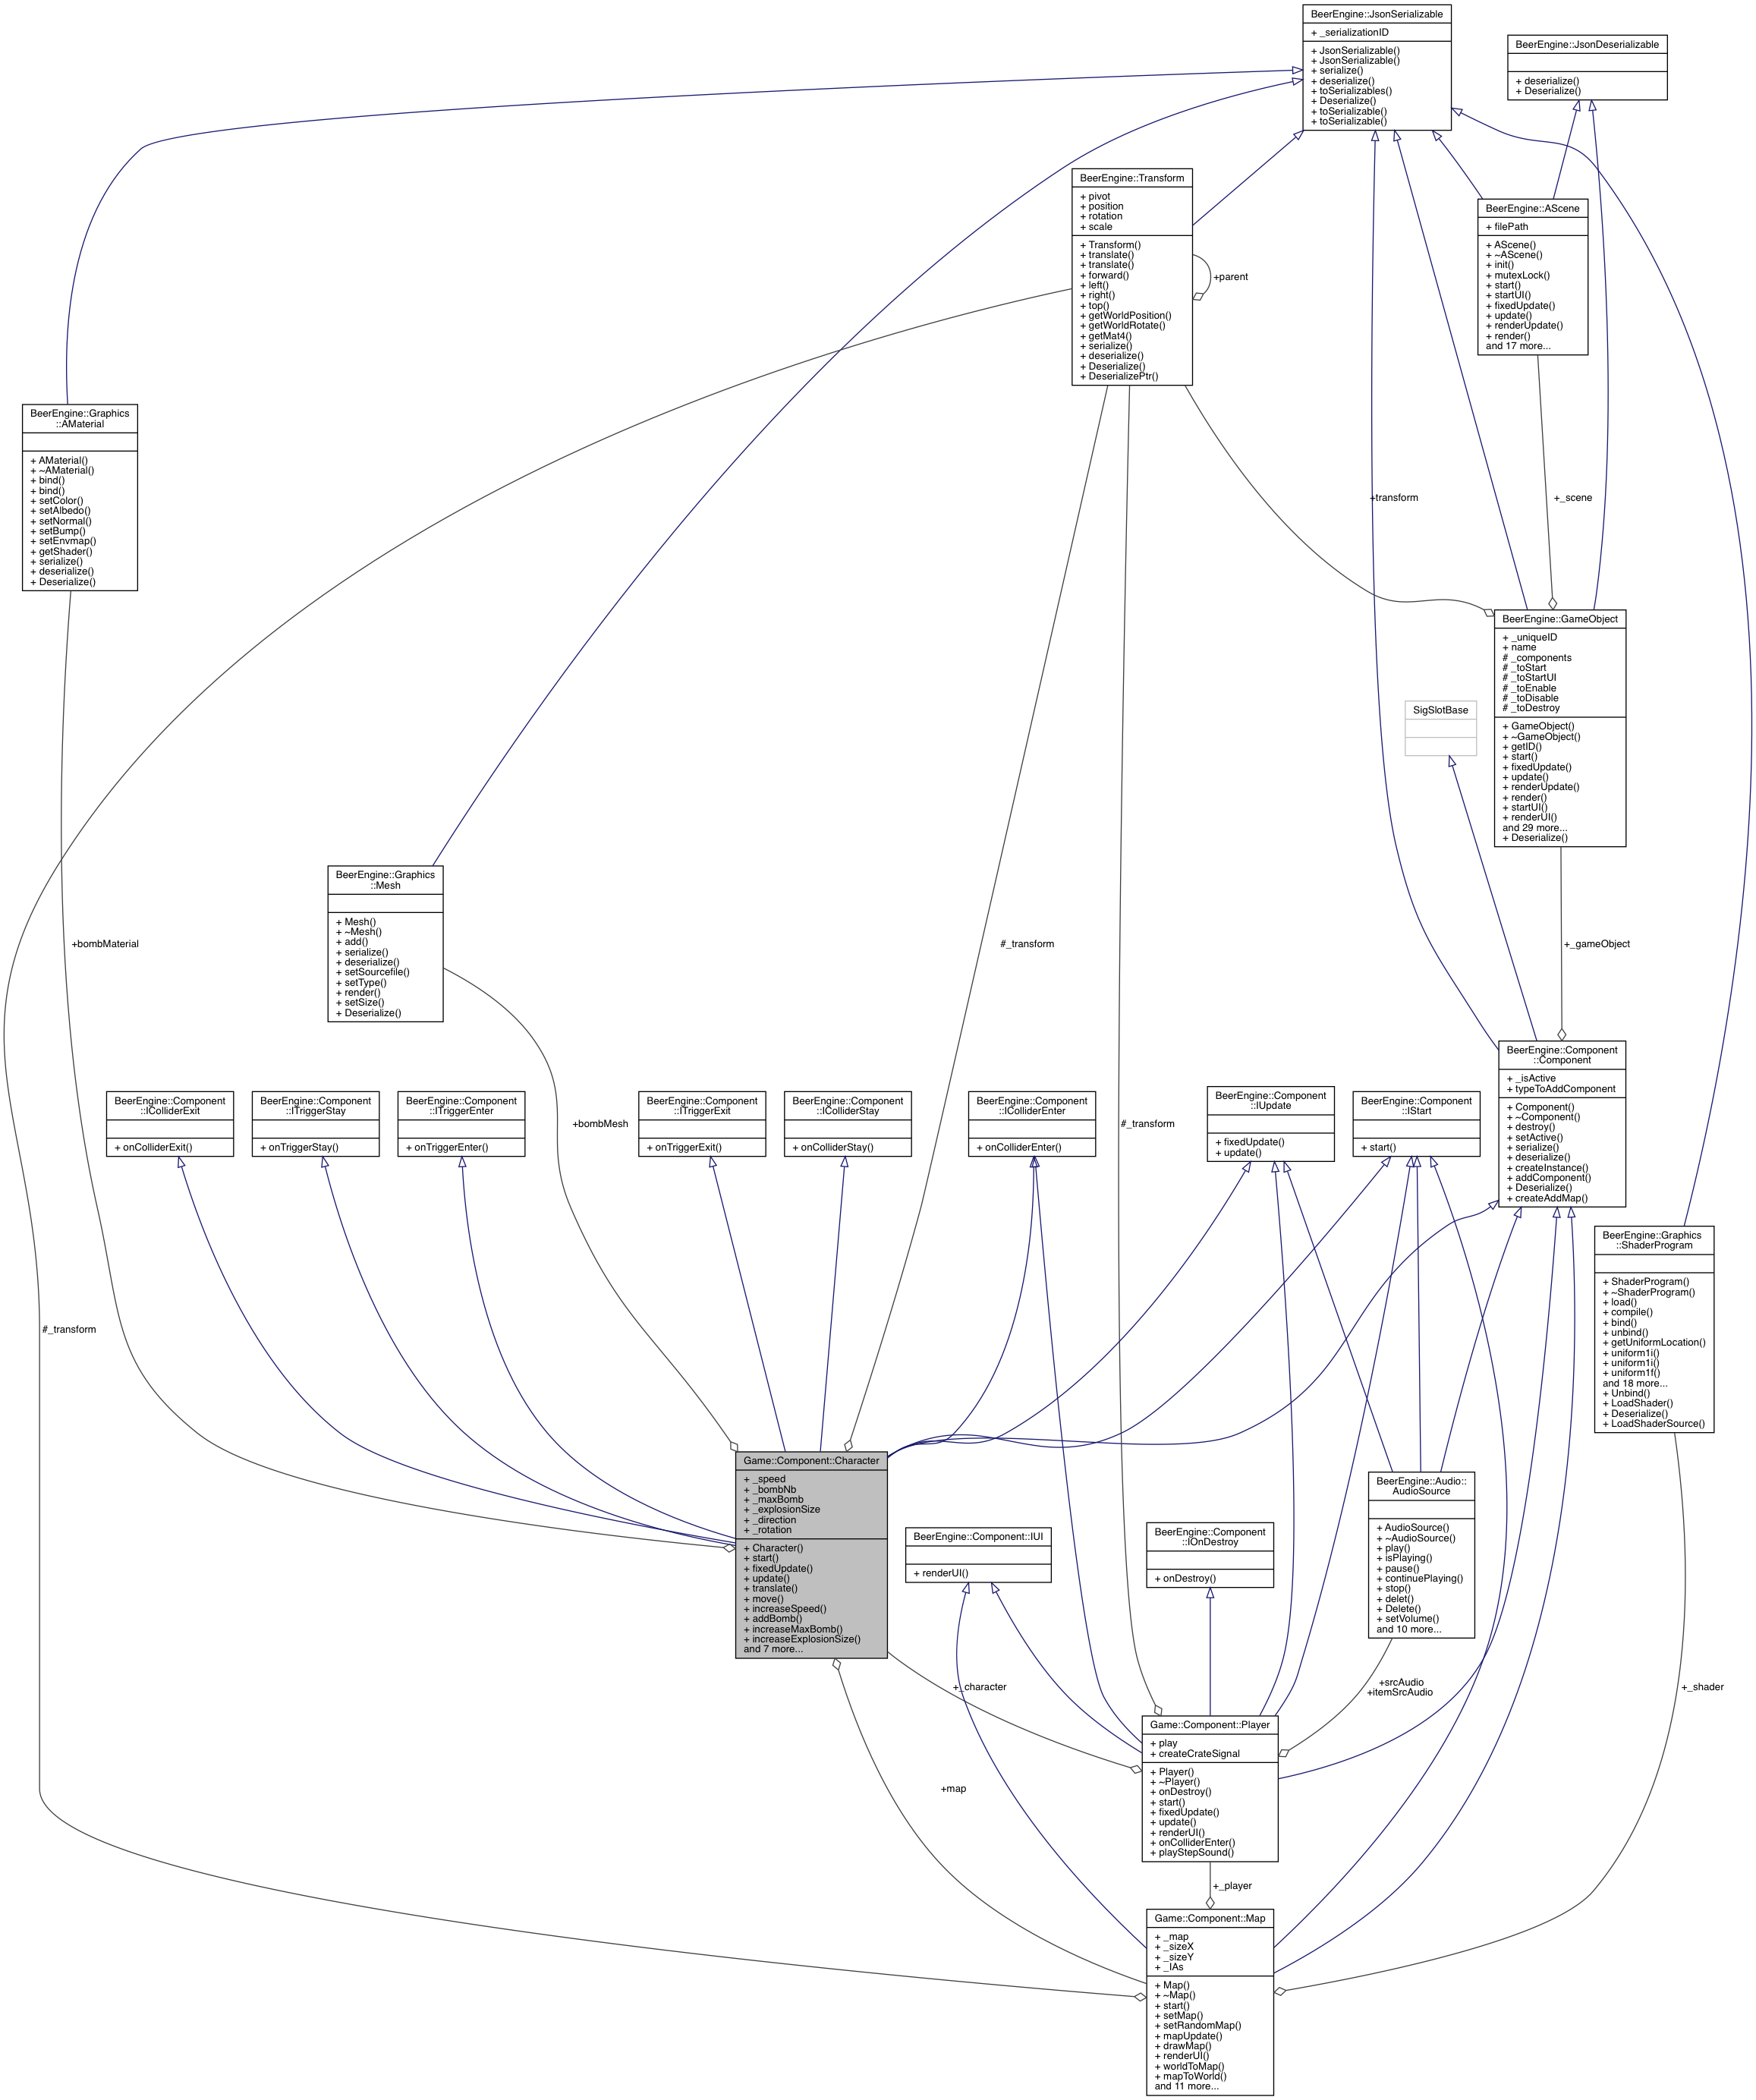 BeerEngine::JsonSerializable
+ _serializationID
+ JsonSerializable()
+ JsonSerializable()
+ serialize()
+ deserialize()
+ toSerializables()
+ Deserialize()
+ toSerializable()
+ toSerializable()
BeerEngine::JsonDeserializable
+ deserialize()
+ Deserialize()
BeerEngine::Transform
+ pivot
+ position
+ rotation
+ scale
+ Transform()
+ translate()
+ translate()
+ forward()
+ left()
+ right()
+ top()
+ getWorldPosition()
+ getWorldRotate()
+ getMat4()
+ serialize()
+ deserialize()
+ Deserialize()
+ DeserializePtr()
+parent
BeerEngine::AScene
+ filePath
+ AScene()
+ ~AScene()
+ init()
+ mutexLock()
+ start()
+ startUI()
+ fixedUpdate()
+ update()
+ renderUpdate()
+ render()
and 17 more...
BeerEngine::Graphics
::AMaterial
+ AMaterial()
+ ~AMaterial()
+ bind()
+ bind()
+ setColor()
+ setAlbedo()
+ setNormal()
+ setBump()
+ setEnvmap()
+ getShader()
+ serialize()
+ deserialize()
+ Deserialize()
+transform
+_scene
BeerEngine::GameObject
+ _uniqueID
+ name
# _components
# _toStart
# _toStartUI
# _toEnable
# _toDisable
# _toDestroy
+ GameObject()
+ ~GameObject()
+ getID()
+ start()
+ fixedUpdate()
+ update()
+ renderUpdate()
+ render()
+ startUI()
+ renderUI()
and 29 more...
+ Deserialize()
SigSlotBase
BeerEngine::Graphics
::Mesh
+ Mesh()
+ ~Mesh()
+ add()
+ serialize()
+ deserialize()
+ setSourcefile()
+ setType()
+ render()
+ setSize()
+ Deserialize()
+bombMaterial
#_transform
+_gameObject
BeerEngine::Component
::Component
+ _isActive
+ typeToAddComponent
+ Component()
+ ~Component()
+ destroy()
+ setActive()
+ serialize()
+ deserialize()
+ createInstance()
+ addComponent()
+ Deserialize()
+ createAddMap()
BeerEngine::Component
::IColliderExit
+ onColliderExit()
BeerEngine::Component
::ITriggerStay
+ onTriggerStay()
BeerEngine::Component
::ITriggerEnter
+ onTriggerEnter()
+bombMesh
BeerEngine::Component
::ITriggerExit
+ onTriggerExit()
BeerEngine::Component
::IColliderStay
+ onColliderStay()
BeerEngine::Component
::IColliderEnter
+ onColliderEnter()
#_transform
BeerEngine::Component
::IUpdate
+ fixedUpdate()
+ update()
BeerEngine::Component
::IStart
+ start()
BeerEngine::Graphics
::ShaderProgram
+ ShaderProgram()
+ ~ShaderProgram()
+ load()
+ compile()
+ bind()
+ unbind()
+ getUniformLocation()
+ uniform1i()
+ uniform1i()
+ uniform1f()
and 18 more...
+ Unbind()
+ LoadShader()
+ Deserialize()
+ LoadShaderSource()
#_transform
Game::Component::Character
+ _speed
+ _bombNb
+ _maxBomb
+ _explosionSize
+ _direction
+ _rotation
+ Character()
+ start()
+ fixedUpdate()
+ update()
+ translate()
+ move()
+ increaseSpeed()
+ addBomb()
+ increaseMaxBomb()
+ increaseExplosionSize()
and 7 more...
BeerEngine::Component::IUI
+ renderUI()
BeerEngine::Component
::IOnDestroy
+ onDestroy()
BeerEngine::Audio::
AudioSource
+ AudioSource()
+ ~AudioSource()
+ play()
+ isPlaying()
+ pause()
+ continuePlaying()
+ stop()
+ delet()
+ Delete()
+ setVolume()
and 10 more...
+_character
+srcAudio
+itemSrcAudio
+_shader
Game::Component::Player
+ play
+ createCrateSignal
+ Player()
+ ~Player()
+ onDestroy()
+ start()
+ fixedUpdate()
+ update()
+ renderUI()
+ onColliderEnter()
+ playStepSound()
+map
+_player
Game::Component::Map
+ _map
+ _sizeX
+ _sizeY
+ _IAs
+ Map()
+ ~Map()
+ start()
+ setMap()
+ setRandomMap()
+ mapUpdate()
+ drawMap()
+ renderUI()
+ worldToMap()
+ mapToWorld()
and 11 more...